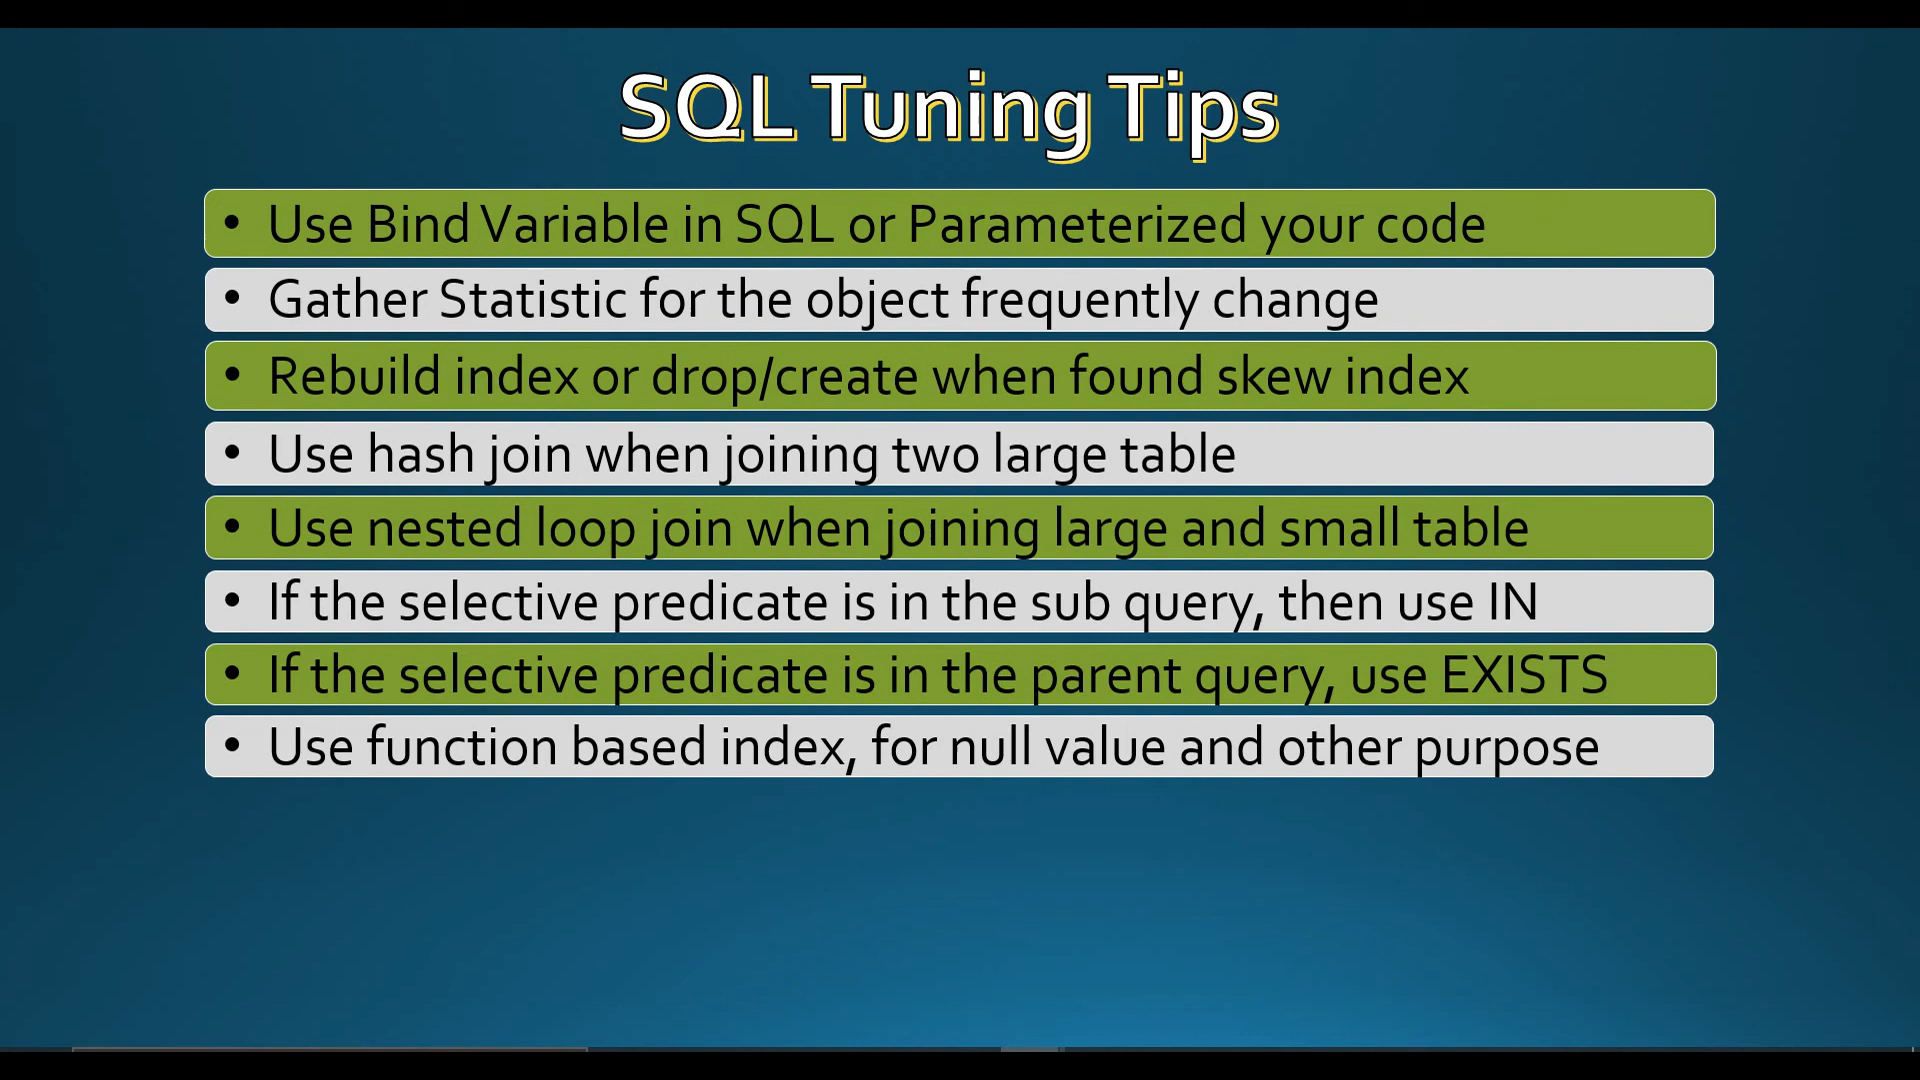 SQL Tuning Tips
• Use Bind Variable in SQL or Parameterized your code
• Gather Statistic for the object frequently change
• Rebuild index or drop/create when found skew index
• Use hash join when joining two large table
• Use nested loop join when joining large and small table
• If the selective predicate is in the sub query, then use IN
• If the selective predicate is in the parent query, use EXISTS
• Use function based index, for null value and other purpose